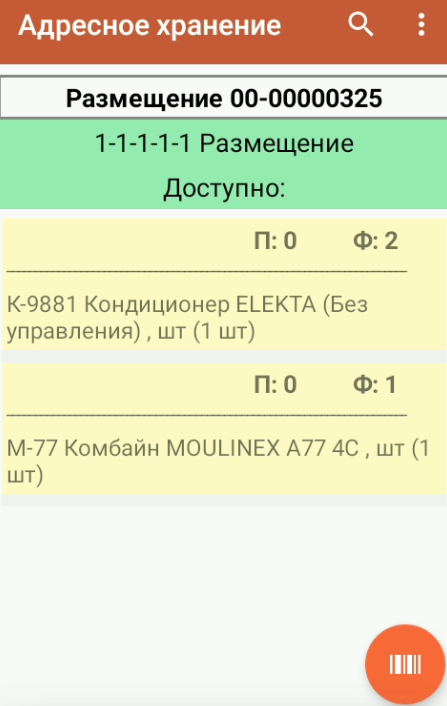 Адресное хранение
Размещение 00-00000325
1-1-1-1-1 Размещение
Доступно:
П: 0 Ф: 2
К-9881 Кондиционер ELEKTA (Без
управления) , шт (1 шт)
П: 0 Ф: 1
М-77 Комбайн MOULINEX A77 4C , шт (1
шт)